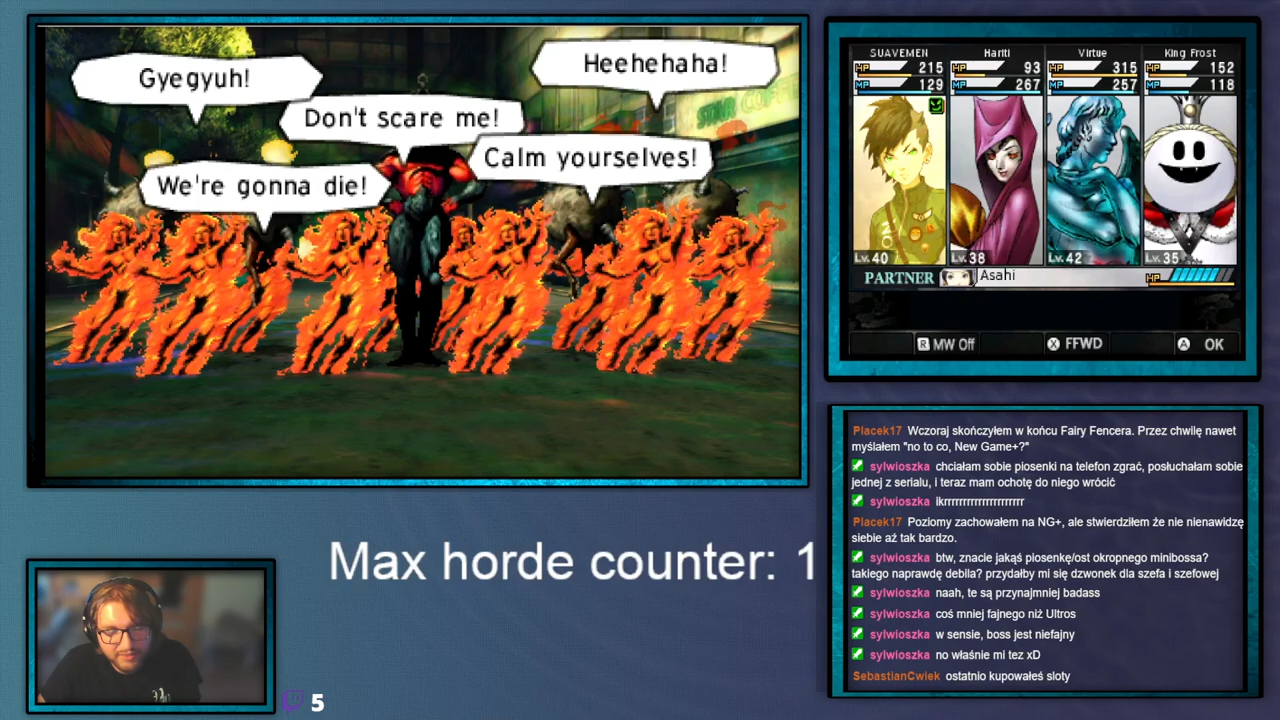 Gyegyuh!
Heehehaha!
Don't scare me!
Calm yourselves!
We're gonna die!
STAR COFFEE
SUAVEMEN Hariti Virtue King Frost
HP 215 HP 93 HP 315 HP 152
MP 129 MP 267 MP 257 MP 118
Lv.40 Lv.38 Lv.42 Lv.35
PARTNER Asahi HP
R MW Off X FFWD A OK
Placek17 Wczoraj skończyłem w końcu Fairy Fencera. Przez chwilę nawet
myślałem "no to co, New Game+?"
sylwioszka chciałam sobie piosenki na telefon zgrać, posłuchałam sobie
jednej z serialu, i teraz mam ochotę do niego wrócić
sylwioszka ikrrrrrrrrrrrrrrrrrrrr
Placek17 Poziomy zachowałem na NG+, ale stwierdziłem że nie nienawidzę
siebie aż tak bardzo.
sylwioszka btw, znacie jakąś piosenkę/ost okropnego minibossa?
takiego naprawdę debila? przydałby mi się dzwonek dla szefa i szefowej
sylwioszka naah, te są przynajmniej badass
sylwioszka coś mniej fajnego niż Ultros
sylwioszka w sensie, boss jest niefajny
sylwioszka no właśnie mi tez xD
SebastianCwiek ostatnio kupowałeś sloty
Max horde counter: 1
5